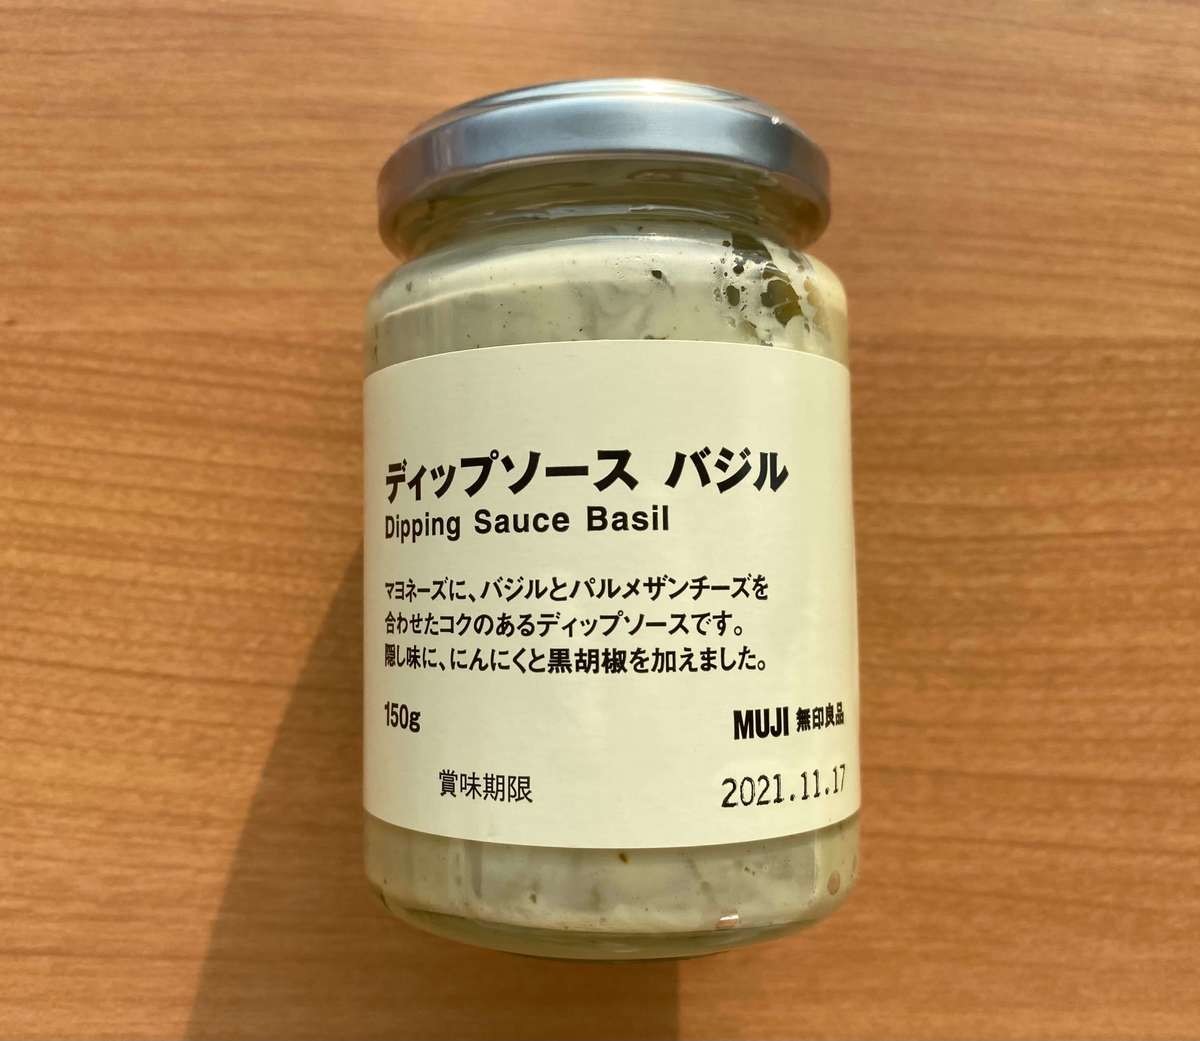 ディップソース バジル
Dipping Sauce Basil
マヨネーズに、バジルとパルメザンチーズを
合わせたコクのあるディップソースです。
隠し味に、にんにくと黒胡椒を加えました。
150g
MUJI 無印良品
賞味期限 2021.11.17